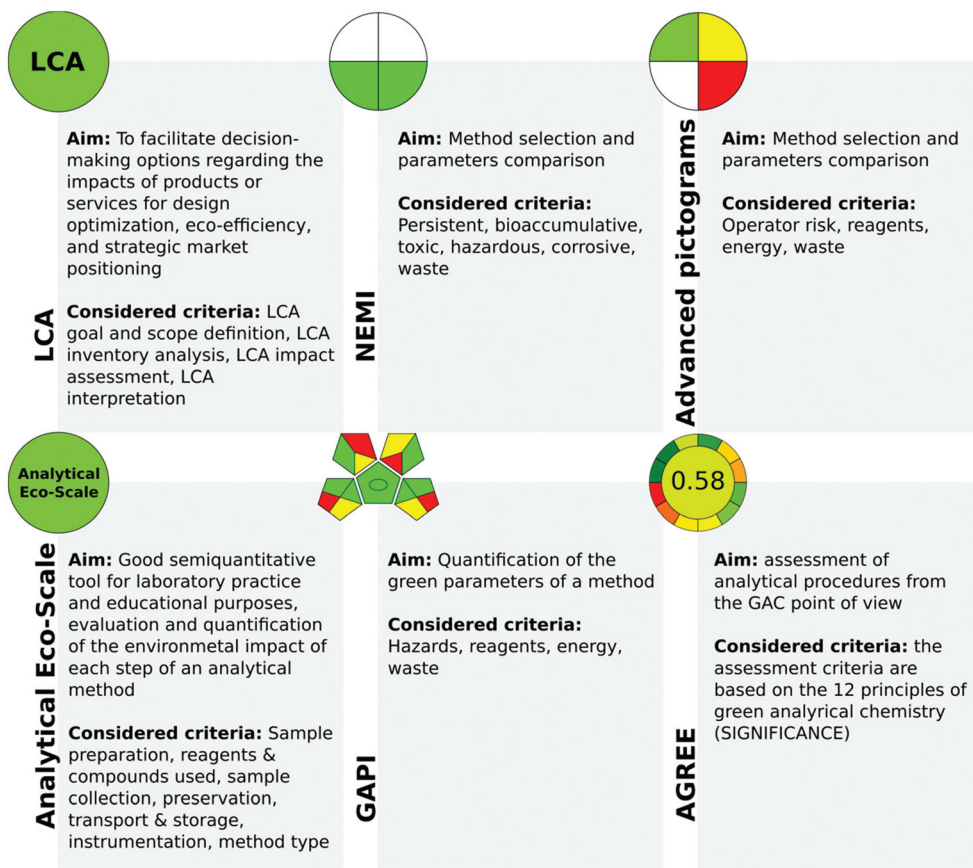 LCA
LCA
Aim: To facilitate decision-
making options regarding the
impacts of products or
services for design
optimization, eco-efficiency,
and strategic market
positioning
Considered criteria: LCA
goal and scope definition, LCA
inventory analysis, LCA impact
assessment, LCA
interpretation
NEMI
Aim: Method selection and
parameters comparison
Considered criteria:
Persistent, bioaccumulative,
toxic, hazardous, corrosive,
waste
Advanced pictograms
Aim: Method selection and
parameters comparison
Considered criteria:
Operator risk, reagents,
energy, waste
Analytical
Eco-Scale
Analytical Eco-Scale
Aim: Good semiquantitative
tool for laboratory practice
and educational purposes,
evaluation and quantification
of the environmetal impact of
each step of an analytical
method
Considered criteria: Sample
preparation, reagents &
compounds used, sample
collection, preservation,
transport & storage,
instrumentation, method type
GAPI
Aim: Quantification of the
green parameters of a method
Considered criteria:
Hazards, reagents, energy,
waste
0.58
AGREE
Aim: assessment of
analytical procedures from
the GAC point of view
Considered criteria: the
assessment criteria are
based on the 12 principles of
green analyrical chemistry
(SIGNIFICANCE)